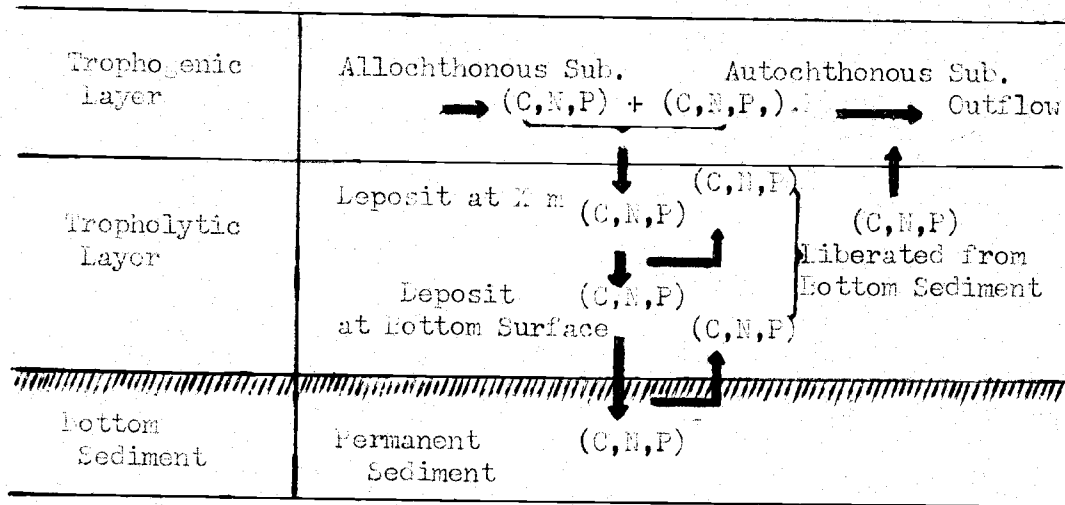 Trophogenic
Layer
Allochthonous Sub.
Autochthonous Sub.
(C,N,P) + (C,N,P,)
Outflow
Tropholytic
Layer
Deposit at X m
(C,N,P)
(C,N,P)
(C,N,P)
Liberated from
Bottom Sediment
Deposit
at Bottom Surface
(C,N,P)
(C,N,P)
Bottom
Sediment
Permanent
Sediment
(C,N,P)